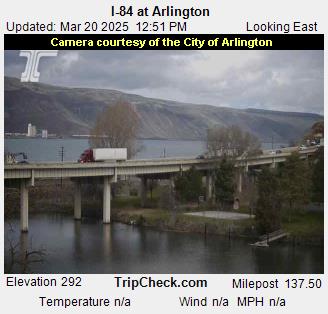 I-84 at Arlington
Updated: Mar 20 2025 12:51 PM Looking East
Camera courtesy of the City of Arlington
Elevation 292 TripCheck.com Milepost 137.50
Temperature n/a Wind n/a MPH n/a